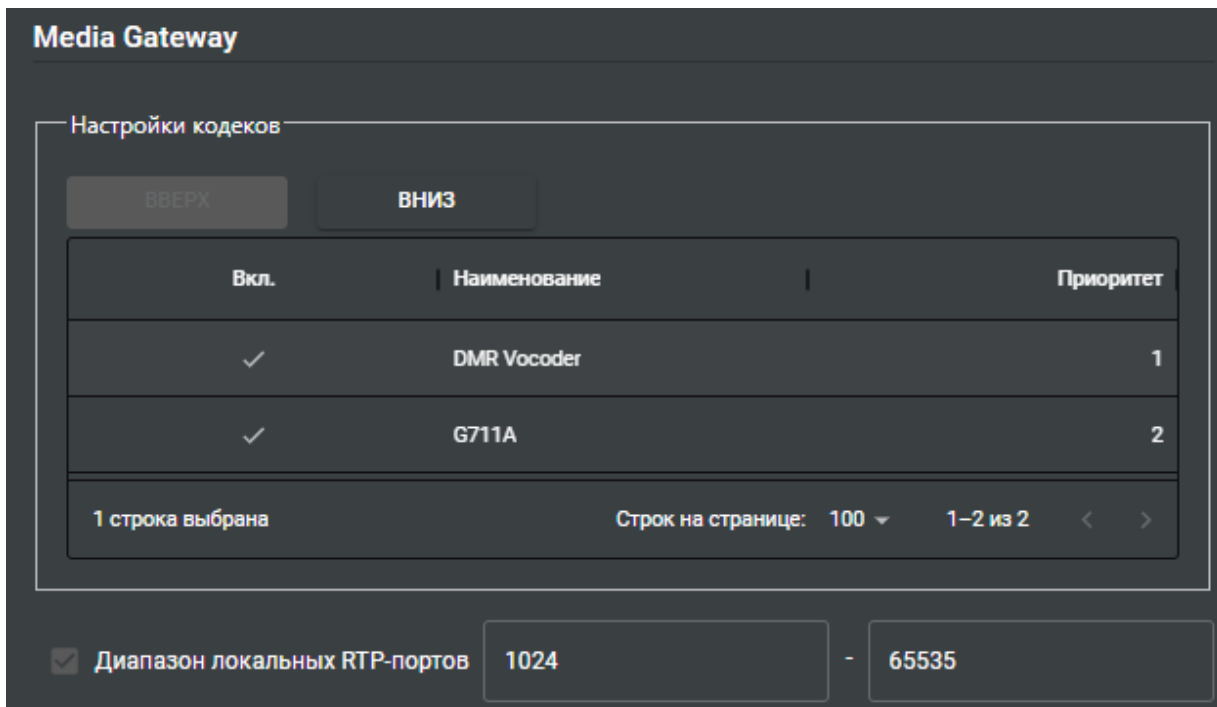 Media Gateway
Настройки кодеков
ВВЕРХ ВНИЗ
Вкл. Наименование Приоритет
DMR Vocoder 1
G711A 2
1 строка выбрана Строк на странице: 100 1–2 из 2
Диапазон локальных RTP-портов 1024 - 65535